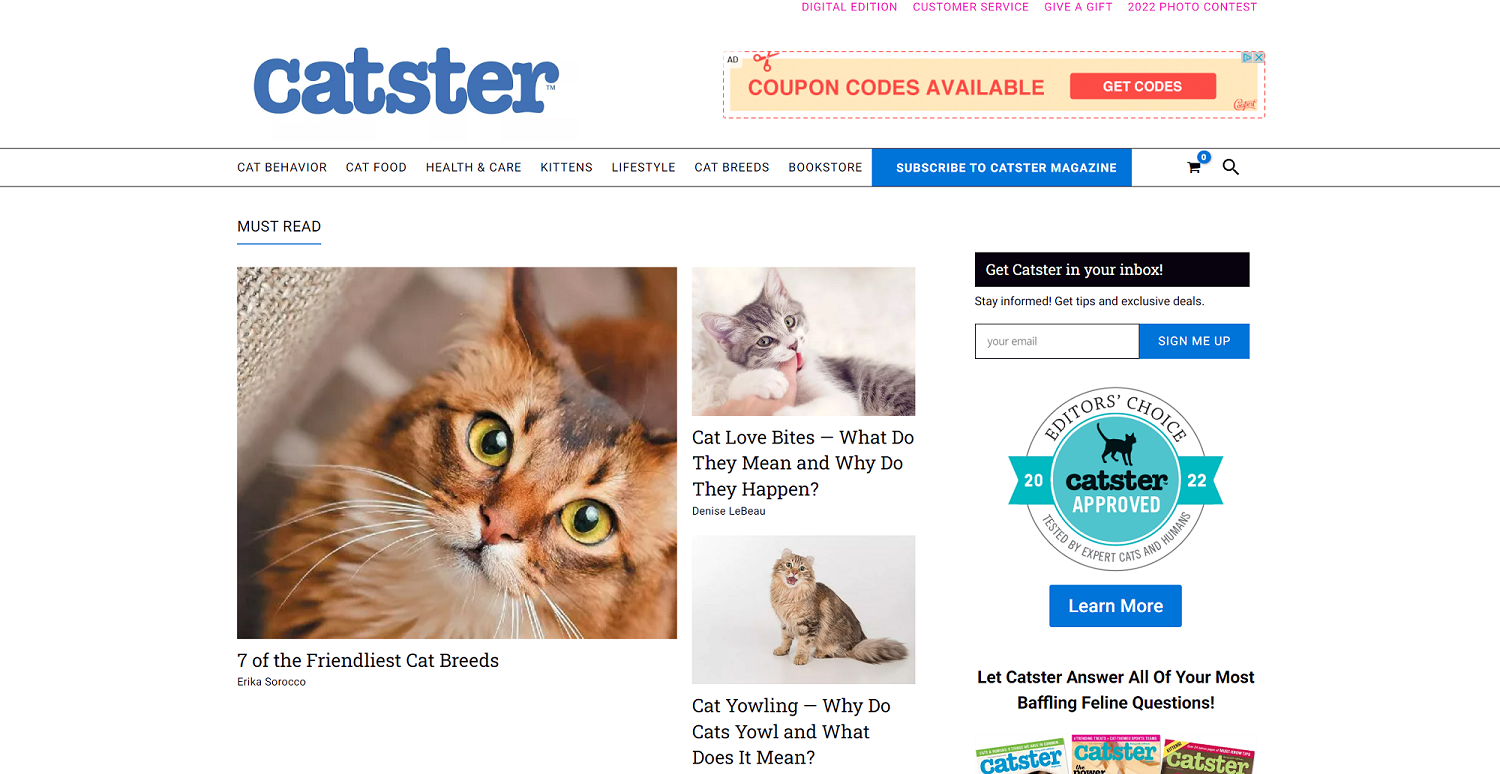 DIGITAL EDITION CUSTOMER SERVICE GIVE A GIFT 2022 PHOTO CONTEST
catster™
AD
COUPON CODES AVAILABLE
GET CODES
CAT BEHAVIOR CAT FOOD HEALTH & CARE KITTENS LIFESTYLE CAT BREEDS BOOKSTORE SUBSCRIBE TO CATSTER MAGAZINE 0
MUST READ
7 of the Friendliest Cat Breeds
Erika Sorocco
Cat Love Bites — What Do
They Mean and Why Do
They Happen?
Denise LeBeau
Cat Yowling — Why Do
Cats Yowl and What
Does It Mean?
Get Catster in your inbox!
Stay informed! Get tips and exclusive deals.
your email SIGN ME UP
EDITORS' CHOICE
20 catster 22
APPROVED
TESTED BY EXPERT CATS AND HUMANS
Learn More
Let Catster Answer All Of Your Most
Baffling Feline Questions!
catster
the
power
catster
catster